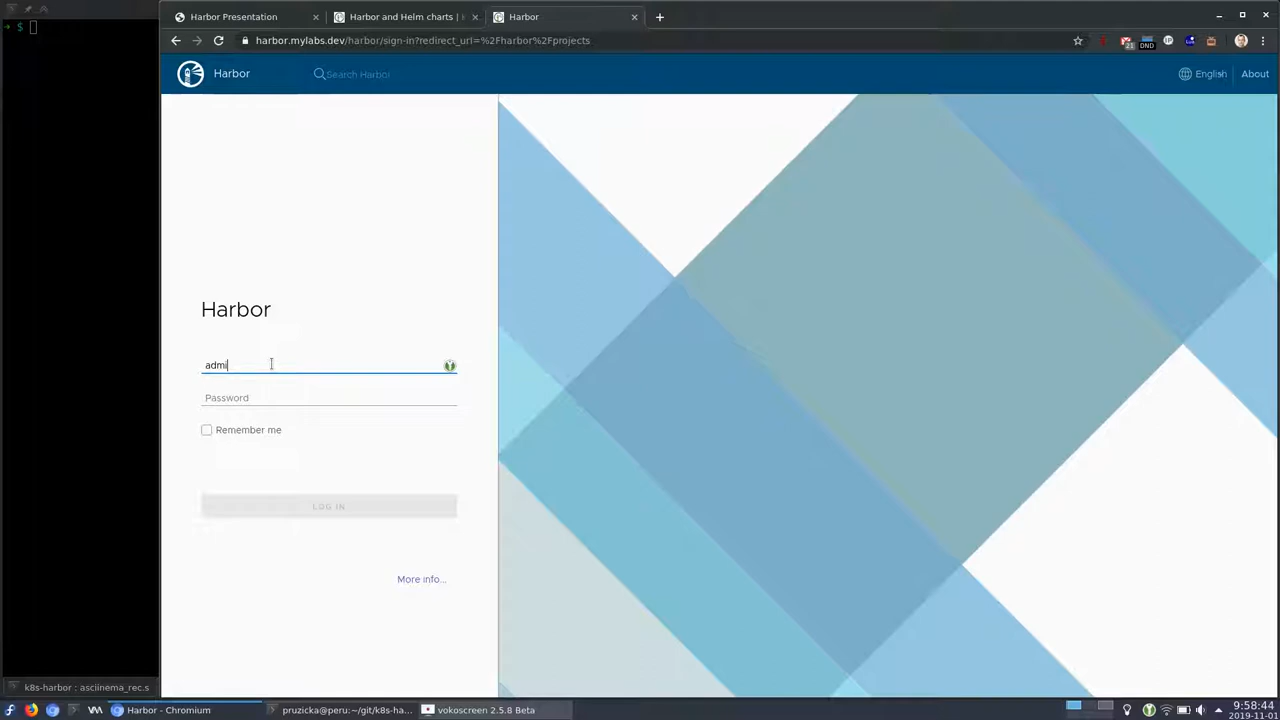 Harbor Presentation
Harbor and Helm charts |
Harbor
$
harbor.mylabs.dev/harbor/sign-in?redirect_url=%2Fharbor%2Fprojects
21
DND
Harbor
Search Harbor
English
About
Harbor
admi
Password
Remember me
LOG IN
More info...
k8s-harbor : asciinema_rec.s
Harbor - Chromium
pruzicka@peru:~/git/k8s-ha...
vokoscreen 2.5.8 Beta
9:58:44
2019-11-01